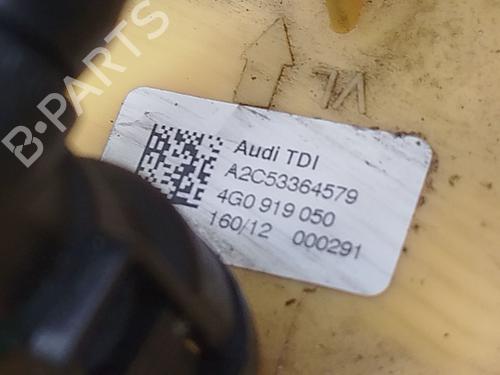 B-PARTS
VL
Audi TDI
A2C53364579
4G0 919 050
160/12 000291